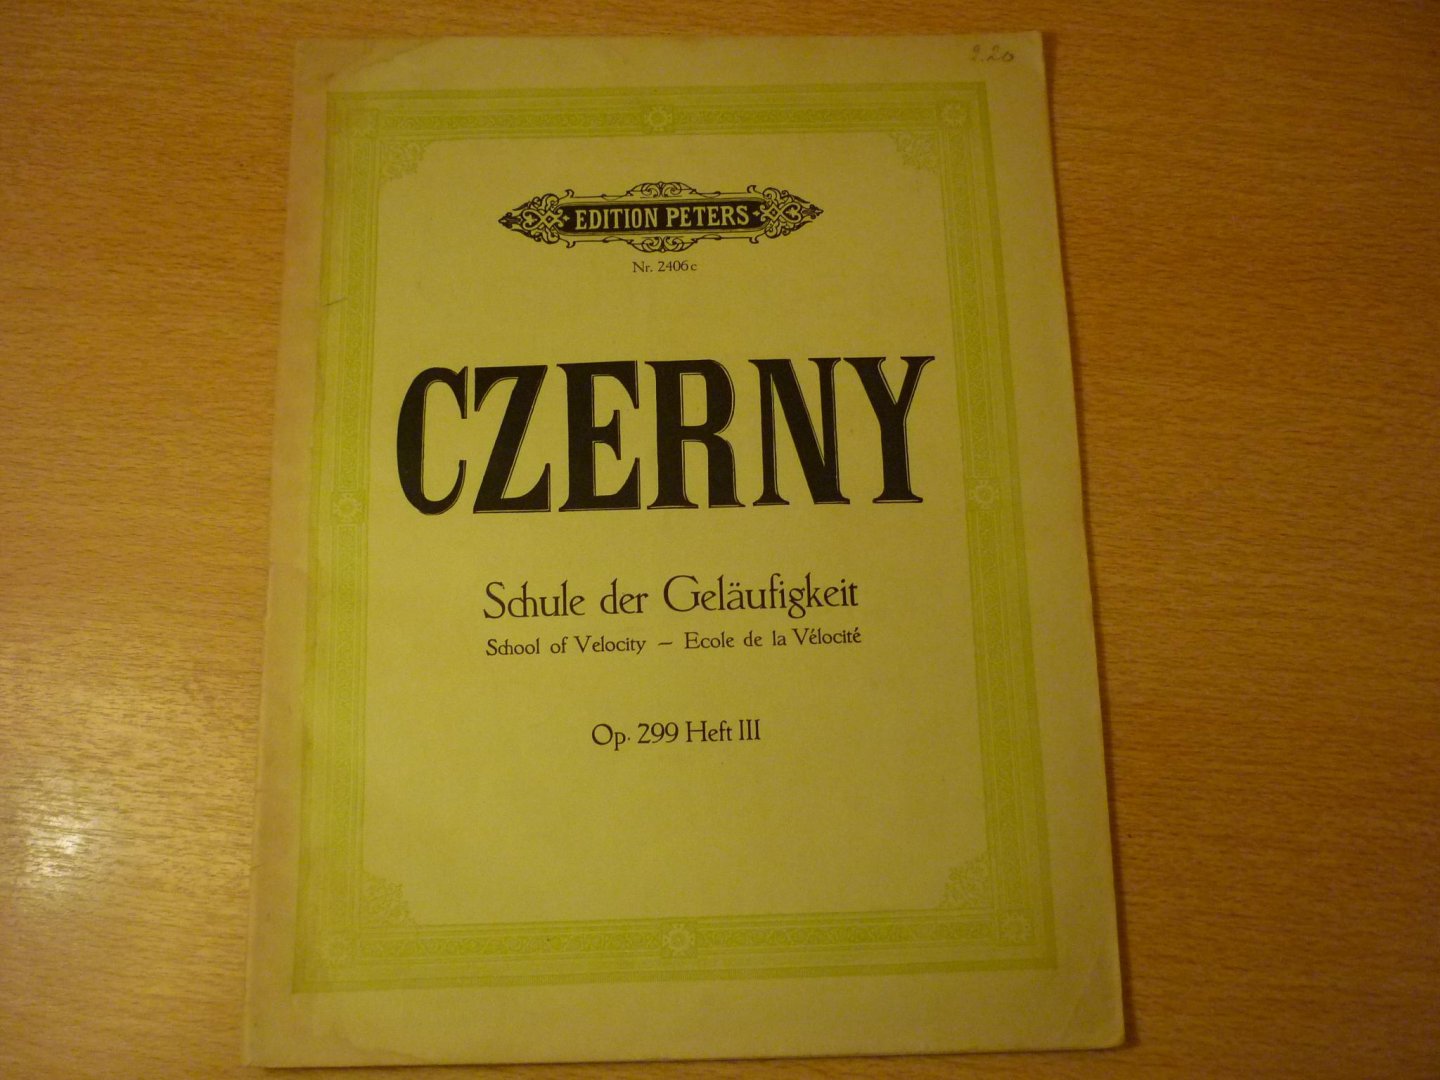 2.20
EDITION PETERS
Nr. 2406c
CZERNY
Schule der Geläufigkeit
School of Velocity — Ecole de la Vélocité
Op. 299 Heft III